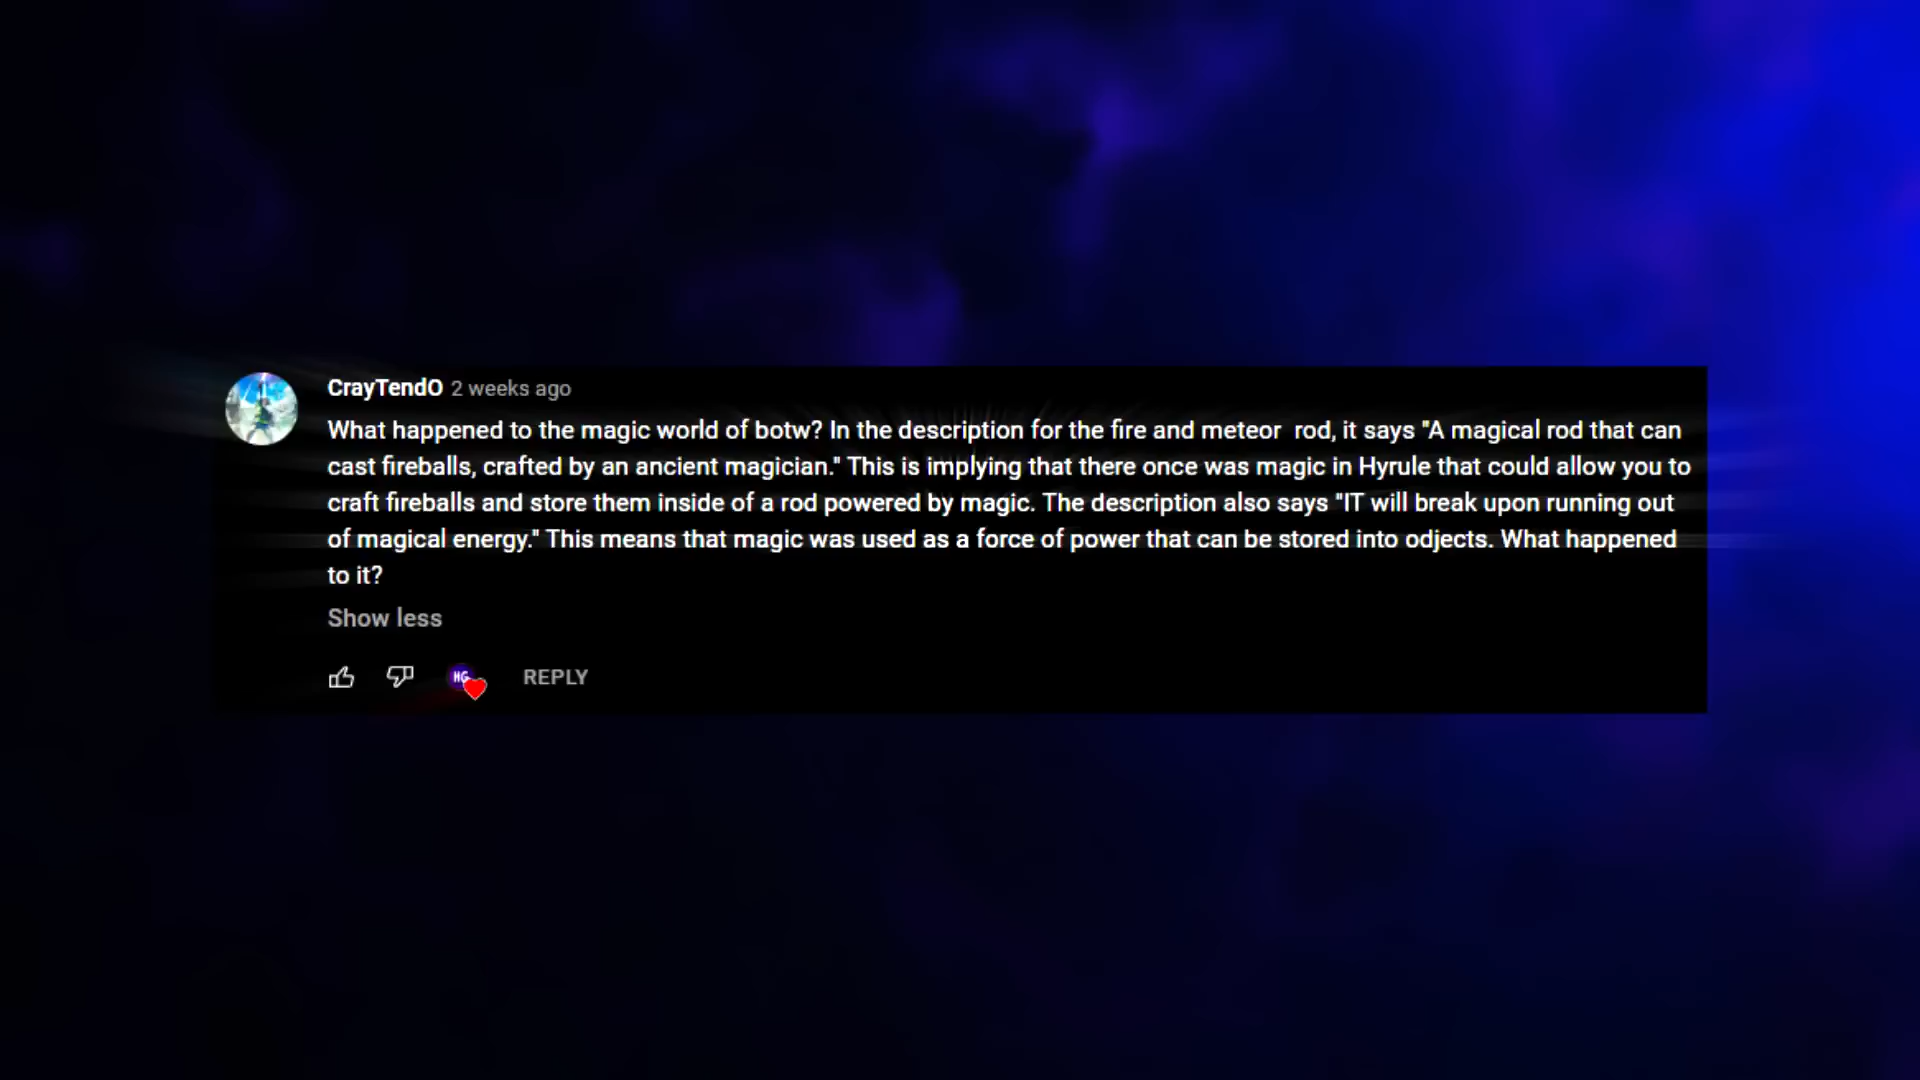 CrayTendO 2 weeks ago
What happened to the magic world of botw? In the description for the fire and meteor  rod, it says "A magical rod that can
cast fireballs, crafted by an ancient magician." This is implying that there once was magic in Hyrule that could allow you to
craft fireballs and store them inside of a rod powered by magic. The description also says "IT will break upon running out
of magical energy." This means that magic was used as a force of power that can be stored into odjects. What happened
to it?
Show less
HG REPLY